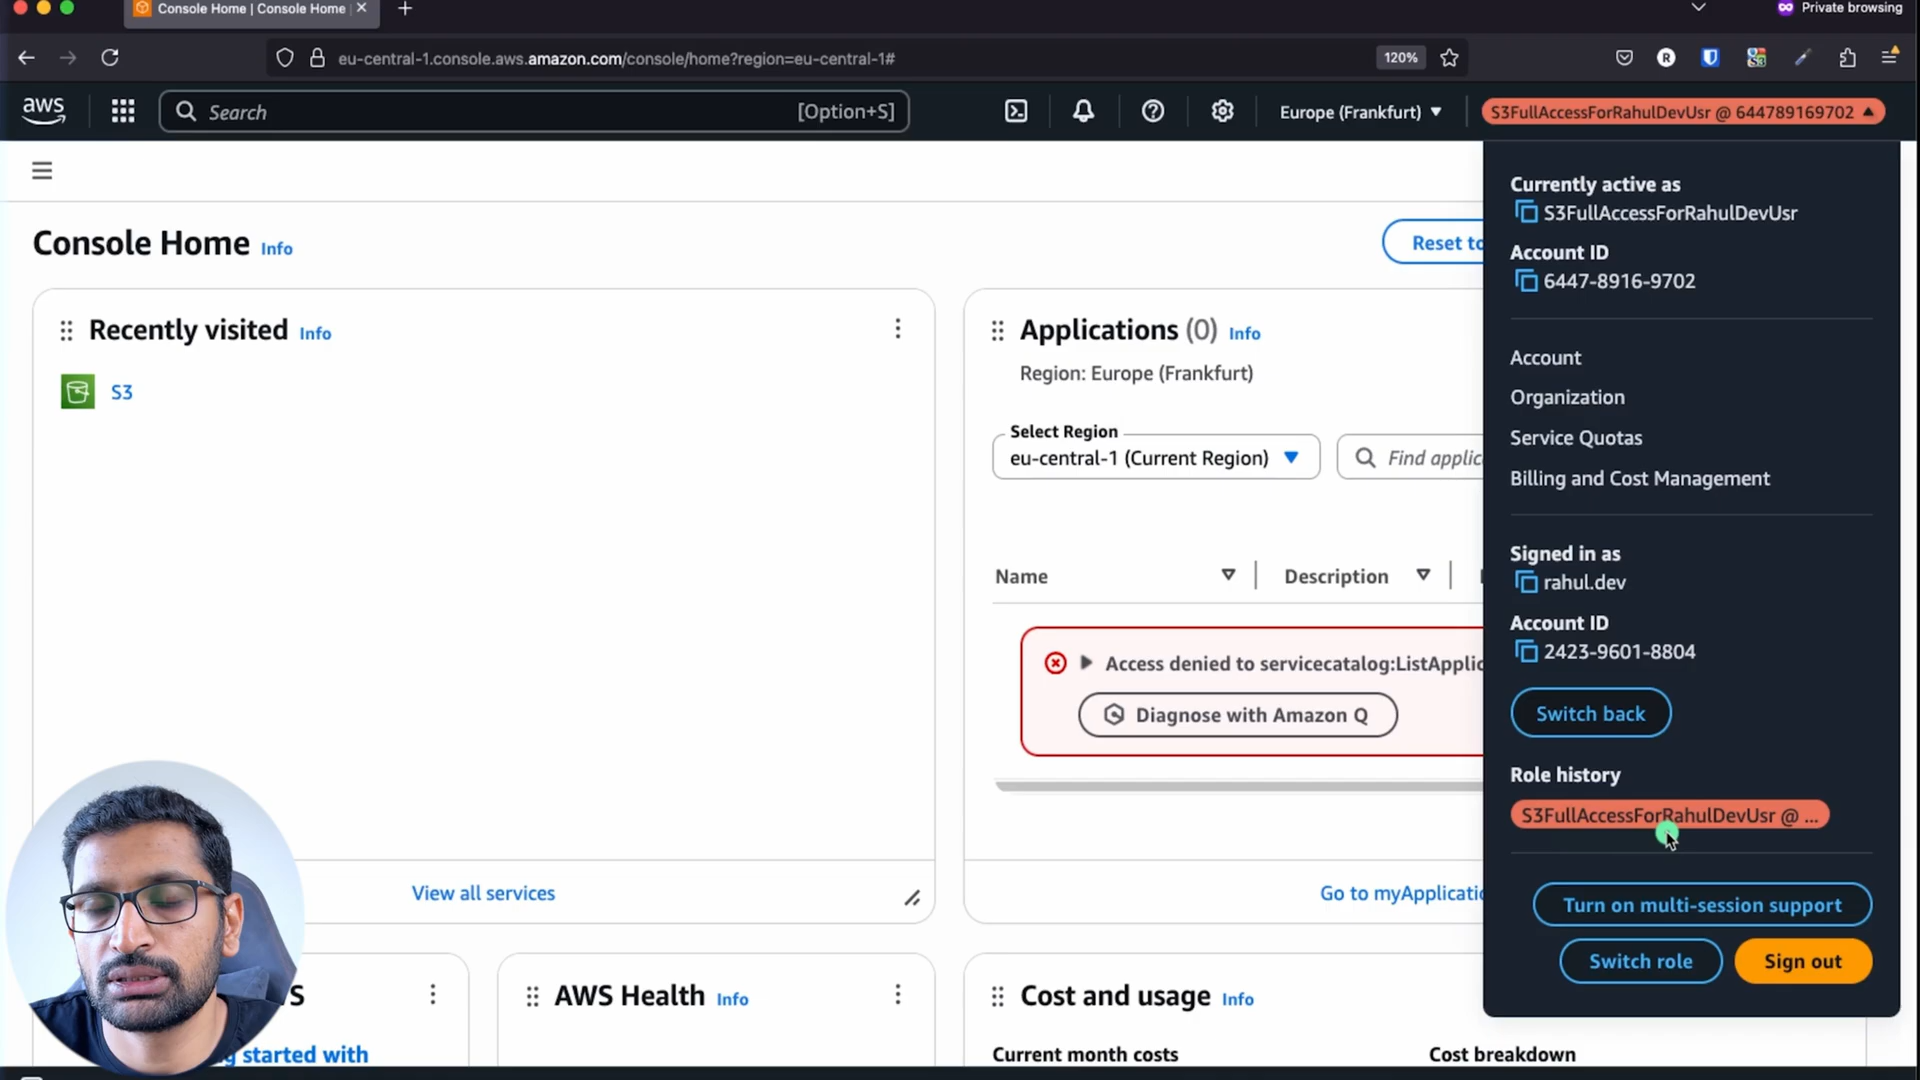 Console Home | Console Home
Private browsing
eu-central-1.console.aws.amazon.com/console/home?region=eu-central-1#
120%
aws
Search
[Option+S]
Europe (Frankfurt)
S3FullAccessForRahulDevUsr @ 644789169702
Currently active as
S3FullAccessForRahulDevUsr
Account ID
6447-8916-9702
Account
Organization
Service Quotas
Billing and Cost Management
Signed in as
rahul.dev
Account ID
2423-9601-8804
Switch back
Role history
S3FullAccessForRahulDevUsr @ ...
Turn on multi-session support
Switch role
Sign out
Console Home Info
Reset to
Recently visited Info
S3
View all services
Applications (0) Info
Region: Europe (Frankfurt)
Select Region
eu-central-1 (Current Region)
Find applic
Name
Description
Access denied to servicecatalog:ListApplic
Diagnose with Amazon Q
Go to myApplicatio
S
started with
AWS Health Info
Cost and usage Info
Current month costs
Cost breakdown